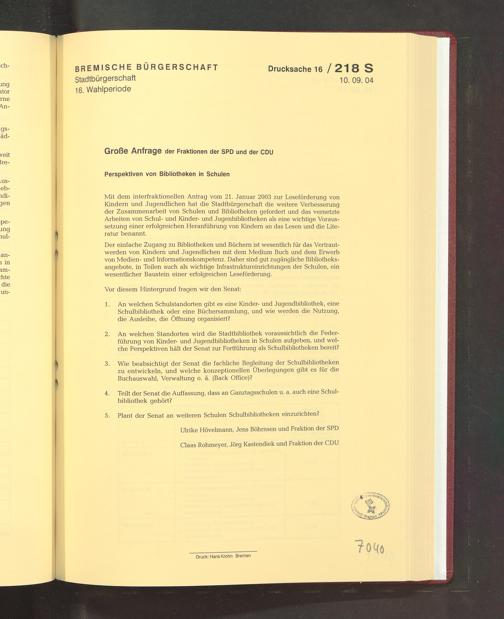 BREMISCHE BÜRGERSCHAFT
Stadtbürgerschaft
16. Wahlperiode
Drucksache 16 / 218 S
10. 09. 04
Große Anfrage der Fraktionen der SPD und der CDU
Perspektiven von Bibliotheken in Schulen
Mit dem interfraktionellen Antrag vom 21. Januar 2003 zur Leseförderung von
Kindern und Jugendlichen hat die Stadtbürgerschaft die weitere Verbesserung
der Zusammenarbeit von Schulen und Bibliotheken gefordert und das vernetzte
Arbeiten von Schul- und Kinder- und Jugendbibliotheken als eine wichtige Voraus-
setzung einer erfolgreichen Heranführung von Kindern an das Lesen und die Lite-
ratur benannt.
Der einfache Zugang zu Bibliotheken und Büchern ist wesentlich für das Vertraut-
werden von Kindern und Jugendlichen mit dem Medium Buch und dem Erwerb
von Medien- und Informationskompetenz. Daher sind gut zugängliche Bibliotheks-
angebote, in Teilen auch als wichtige Infrastruktureinrichtungen der Schulen, ein
wesentlicher Baustein einer erfolgreichen Leseförderung.
Vor diesem Hintergrund fragen wir den Senat:
1. An welchen Schulstandorten gibt es eine Kinder- und Jugendbibliothek, eine
Schulbibliothek oder eine Büchersammlung, und wie werden die Nutzung,
die Ausleihe, die Öffnung organisiert?
2. An welchen Standorten wird die Stadtbibliothek voraussichtlich die Feder-
führung von Kinder- und Jugendbibliotheken in Schulen aufgeben, und wel-
che Perspektiven hält der Senat zur Fortführung als Schulbibliotheken bereit?
3. Wie beabsichtigt der Senat die fachliche Begleitung der Schulbibliotheken
zu entwickeln, und welche konzeptionellen Überlegungen gibt es für die
Buchauswahl, Verwaltung o. ä. (Back Office)?
4. Teilt der Senat die Auffassung, dass an Ganztagsschulen u. a. auch eine Schul-
bibliothek gehört?
5. Plant der Senat an weiteren Schulen Schulbibliotheken einzurichten?
Ulrike Hövelmann, Jens Böhrnsen und Fraktion der SPD
Claas Rohmeyer, Jörg Kastendiek und Fraktion der CDU
7040
Druck: Hans Krohn Bremen